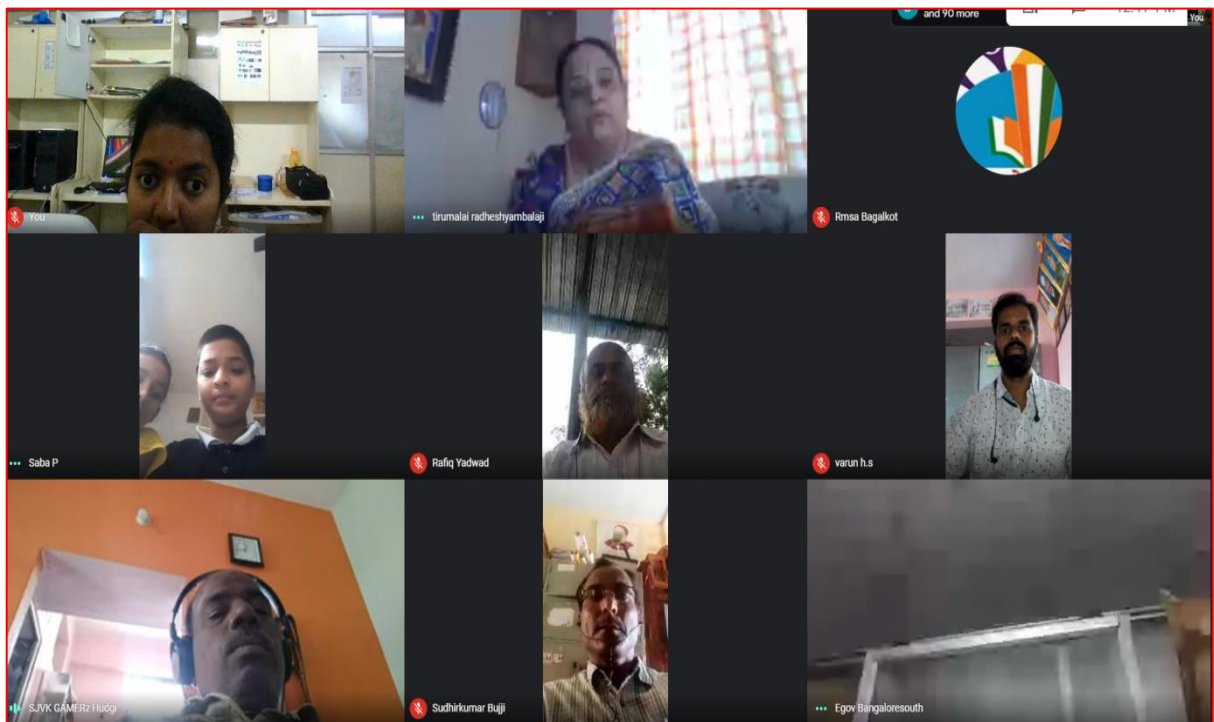 and 90 more
You
You
tirumalai radheshyambalaji
Rmsa Bagalkot
Saba P
Rafiq Yadwad
varun h.s
SJVK GAMERz Hudgi
Sudhirkumar Bujji
Egov Bangaloresouth